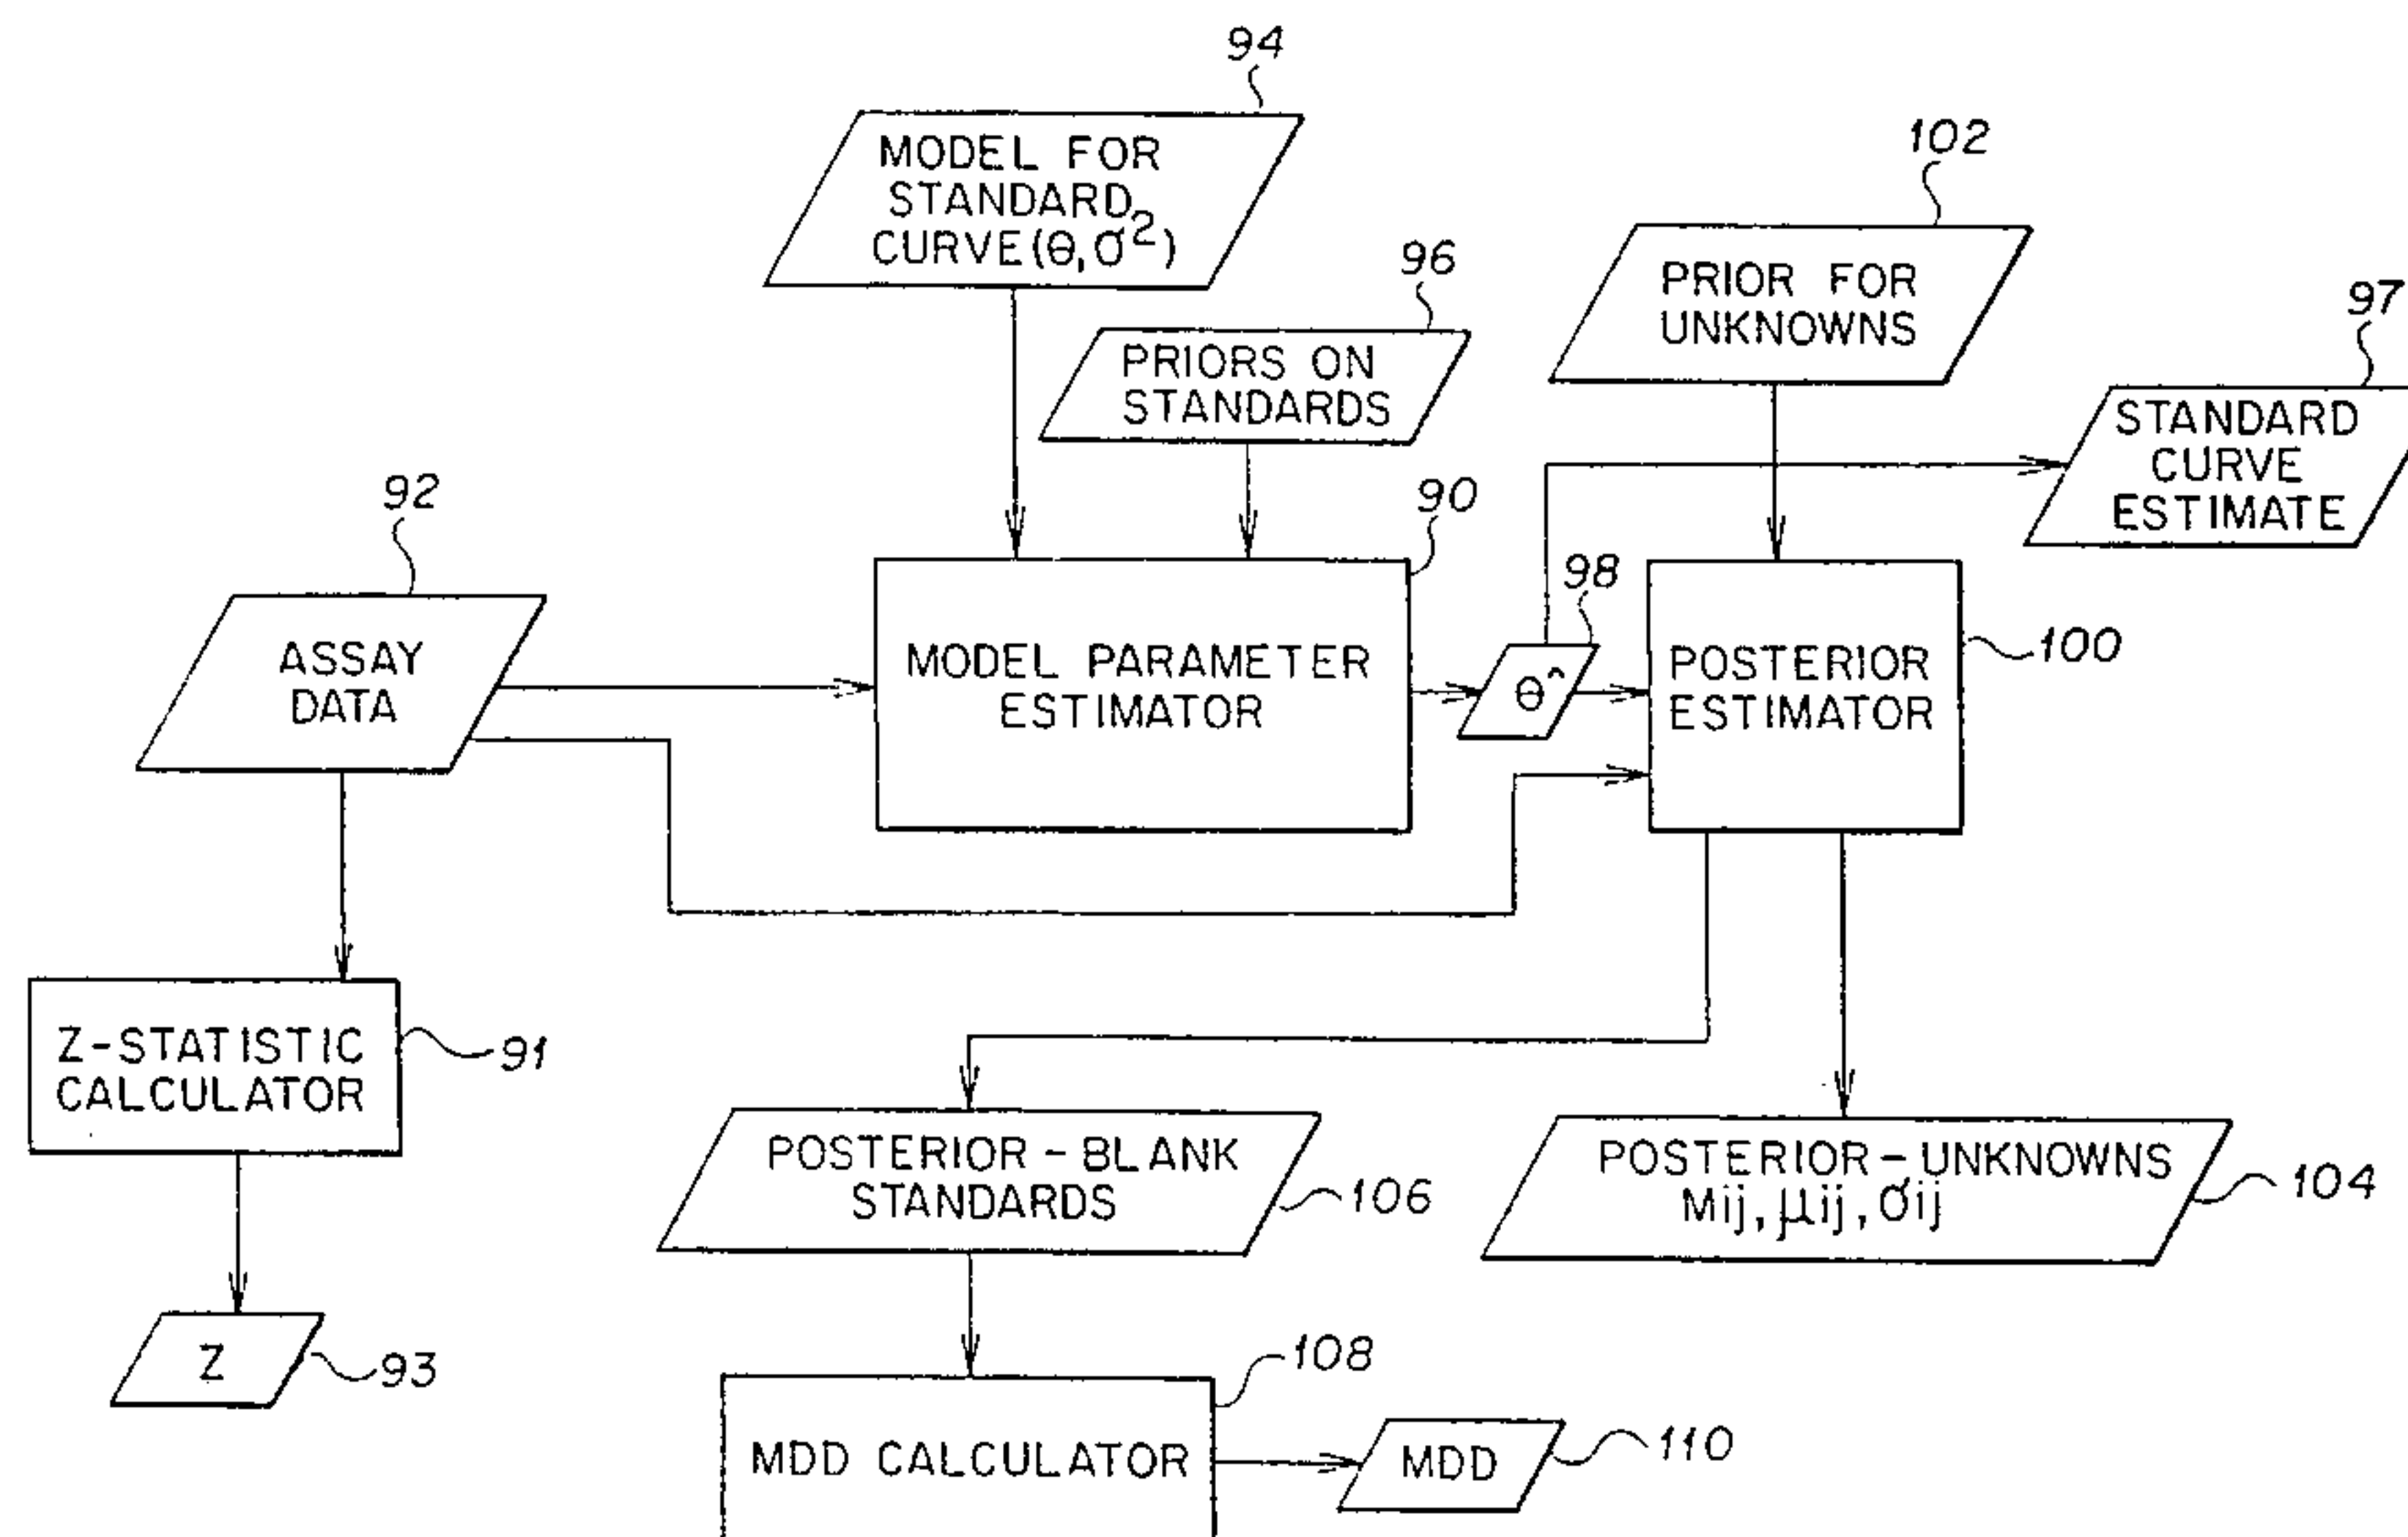 94
MODEL FOR
STANDARD
CURVE(θ,σ²)
102
PRIOR FOR
UNKNOWNS
96
PRIORS ON
STANDARDS
97
STANDARD
CURVE
ESTIMATE
92
ASSAY
DATA
90
MODEL PARAMETER
ESTIMATOR
98
θ^
POSTERIOR
ESTIMATOR
100
Z-STATISTIC
CALCULATOR
91
POSTERIOR-BLANK
STANDARDS
106
POSTERIOR-UNKNOWNS
Mij, μij, σij
104
Z
93
108
MDD CALCULATOR
MDD
110